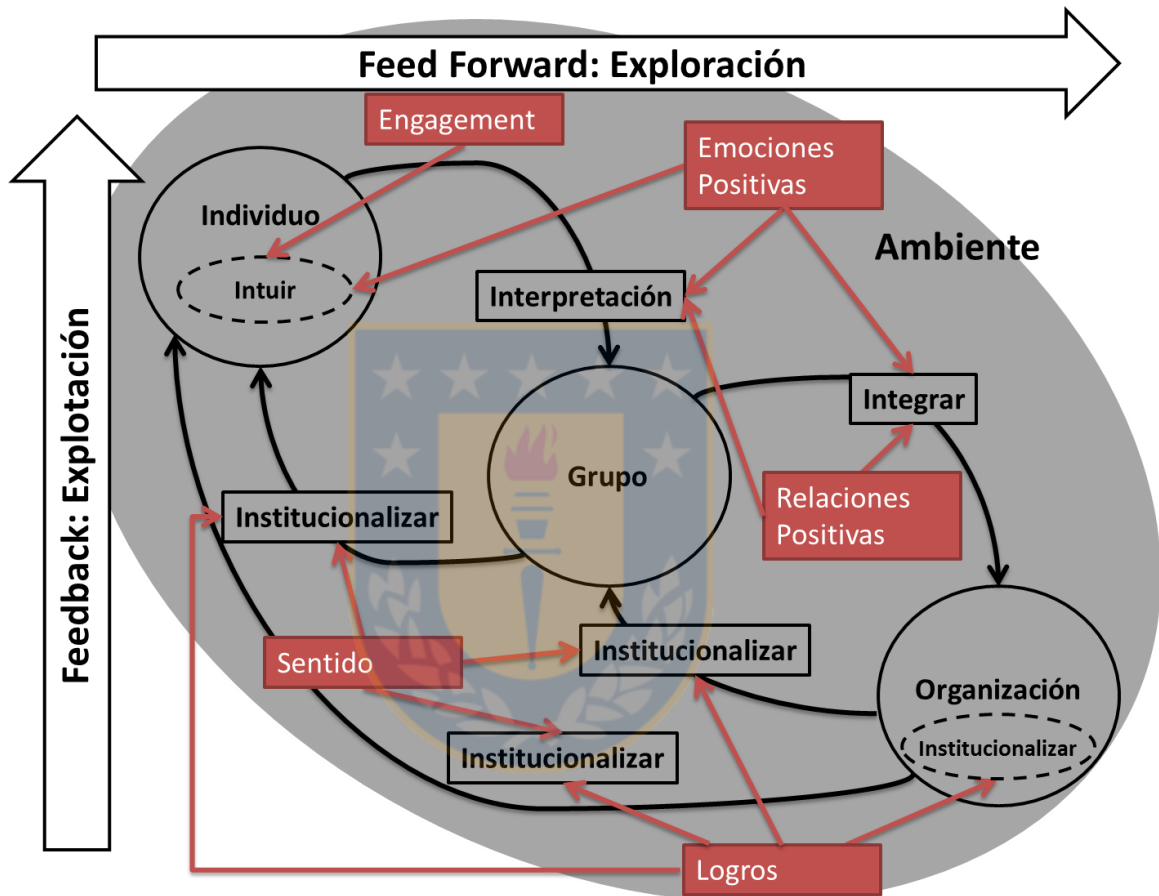 Feed Forward: Exploración
Feedback: Explotación
Engagement
Emociones
Positivas
Individuo
Ambiente
Intuir
Interpretación
Integrar
Grupo
Relaciones
Positivas
Institucionalizar
Institucionalizar
Sentido
Organización
Institucionalizar
Institucionalizar
Logros